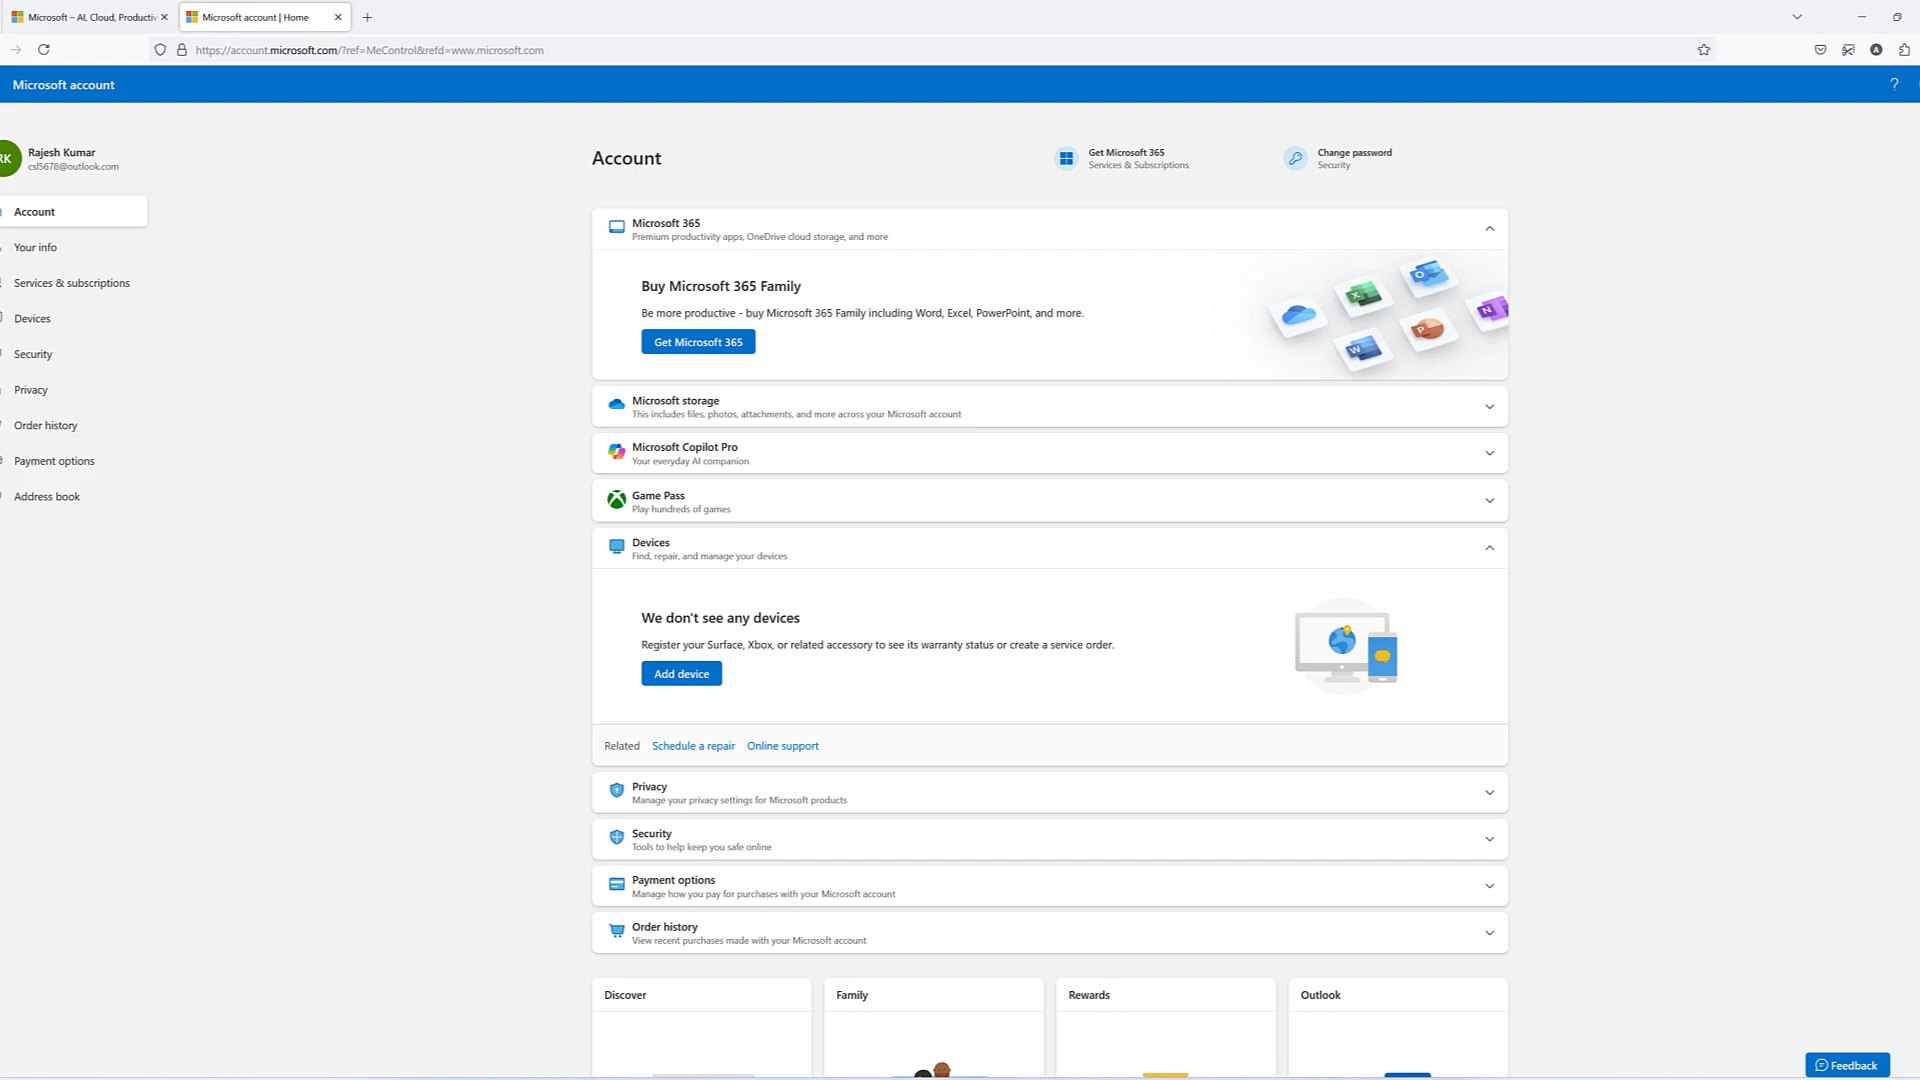 Microsoft – AI, Cloud, Productiv
Microsoft account | Home
https://account.microsoft.com/?ref=MeControl&refd=www.microsoft.com
A
Microsoft account
?
RK
Rajesh Kumar
csl5678@outlook.com
Account
Your info
Services & subscriptions
Devices
Security
Privacy
Order history
Payment options
Address book
Account
Get Microsoft 365
Services & Subscriptions
Change password
Security
Microsoft 365
Premium productivity apps, OneDrive cloud storage, and more
Buy Microsoft 365 Family
Be more productive - buy Microsoft 365 Family including Word, Excel, PowerPoint, and more.
Get Microsoft 365
Microsoft storage
This includes files, photos, attachments, and more across your Microsoft account
Microsoft Copilot Pro
Your everyday AI companion
Game Pass
Play hundreds of games
Devices
Find, repair, and manage your devices
We don't see any devices
Register your Surface, Xbox, or related accessory to see its warranty status or create a service order.
Add device
Related Schedule a repair Online support
Privacy
Manage your privacy settings for Microsoft products
Security
Tools to help keep you safe online
Payment options
Manage how you pay for purchases with your Microsoft account
Order history
View recent purchases made with your Microsoft account
Discover
Family
Rewards
Outlook
Feedback